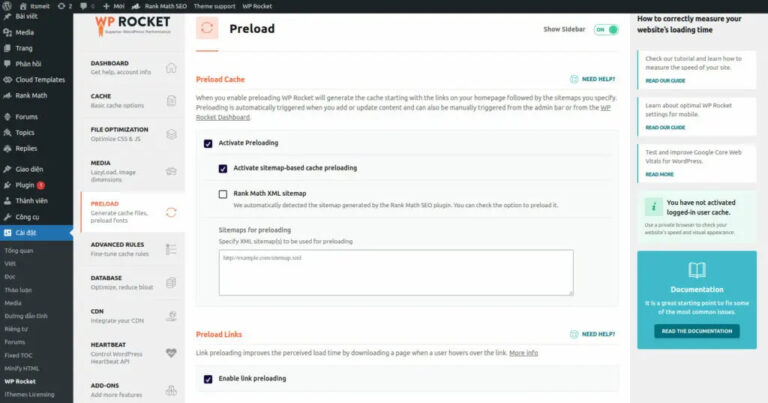 itsmeit
6
0
Mới
Rank Math SEO
Theme support
WP Rocket
Bài viết
Media
Trang
Phản hồi
Cloud Templates
Rank Math
Forums
Topics
Replies
Giao diện
Plugin 1
Thành viên
Công cụ
Cài đặt
Tổng quan
Viết
Đọc
Thảo luận
Media
Đường dẫn tĩnh
Riêng tư
Forums
Fixed TOC
Minify HTML
WP Rocket
iThemes Licensing
WP ROCKET
Superior WordPress Performance
DASHBOARD
Get help, account info
CACHE
Basic cache options
FILE OPTIMIZATION
Optimize CSS & JS
MEDIA
LazyLoad, image
dimensions
PRELOAD
Generate cache files,
preload fonts
ADVANCED RULES
Fine-tune cache rules
DATABASE
Optimize, reduce bloat
CDN
Integrate your CDN
HEARTBEAT
Control WordPress
Heartbeat API
ADD-ONS
Add more features
Preload
Show Sidebar
ON
Preload Cache
NEED HELP?
When you enable preloading WP Rocket will generate the cache starting with the links on your homepage followed by the sitemaps you specify.
Preloading is automatically triggered when you add or update content and can also be manually triggered from the admin bar or from the WP
Rocket Dashboard.
Activate Preloading
Activate sitemap-based cache preloading
Rank Math XML sitemap
We automatically detected the sitemap generated by the Rank Math SEO plugin. You can check the option to preload it.
Sitemaps for preloading
Specify XML sitemap(s) to be used for preloading
http://example.com/sitemap.xml
Preload Links
NEED HELP?
Link preloading improves the perceived load time by downloading a page when a user hovers over the link. More info
Enable link preloading
How to correctly measure your
website's loading time
Check our tutorial and learn how to
measure the speed of your site.
READ OUR GUIDE
Learn about optimal WP Rocket
settings for mobile.
READ OUR GUIDE
Test and improve Google Core Web
Vitals for WordPress.
READ MORE
You have not activated
logged-in user cache.
Use a private browser to check your
website's speed and visual appearance.
Documentation
It is a great starting point to fix some
of the most common issues.
READ THE DOCUMENTATION